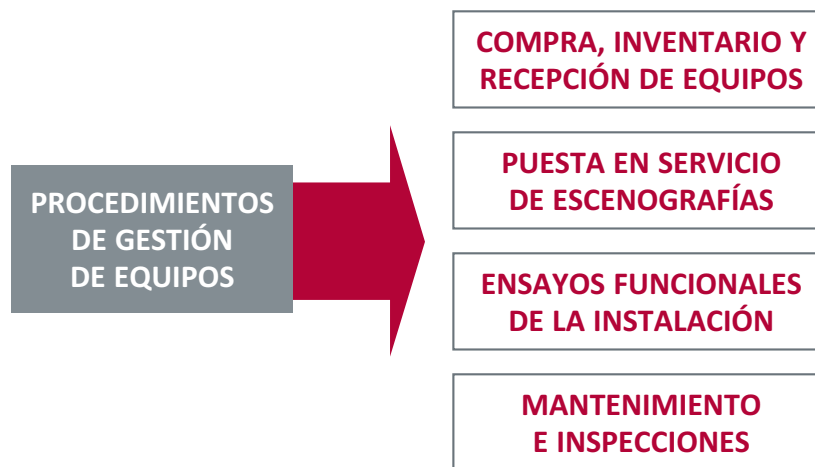 PROCEDIMIENTOS
DE GESTIÓN
DE EQUIPOS
COMPRA, INVENTARIO Y
RECEPCIÓN DE EQUIPOS
PUESTA EN SERVICIO
DE ESCENOGRAFÍAS
ENSAYOS FUNCIONALES
DE LA INSTALACIÓN
MANTENIMIENTO
E INSPECCIONES